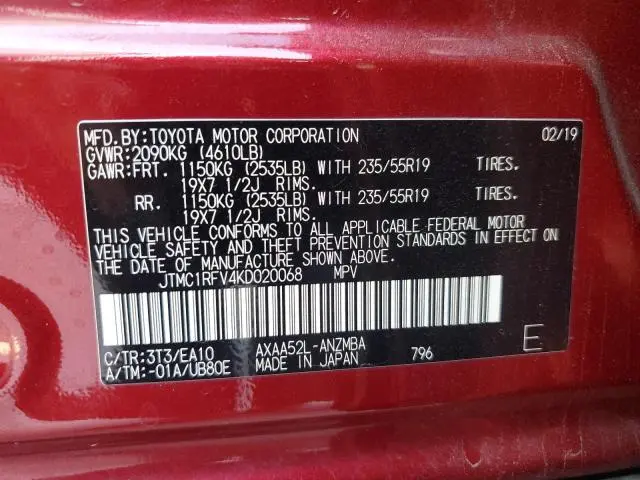 MFD.BY:TOYOTA MOTOR CORPORATION 02/19
GVWR:2090KG (4610LB)
GAWR:FRT. 1150KG (2535LB) WITH 235/55R19 TIRES.
19X7 1/2J RIMS.
RR. 1150KG (2535LB) WITH 235/55R19 TIRES.
19X7 1/2J RIMS.
THIS VEHICLE CONFORMS TO ALL APPLICABLE FEDERAL MOTOR
VEHICLE SAFETY AND THEFT PREVENTION STANDARDS IN EFFECT ON
THE DATE OF MANUFACTURE SHOWN ABOVE.
JTMC1RFV4KD020068 MPV
C/TR:3T3/EA10 AXAA52L-ANZMBA E
A/TM:-01A/UB80E MADE IN JAPAN 796